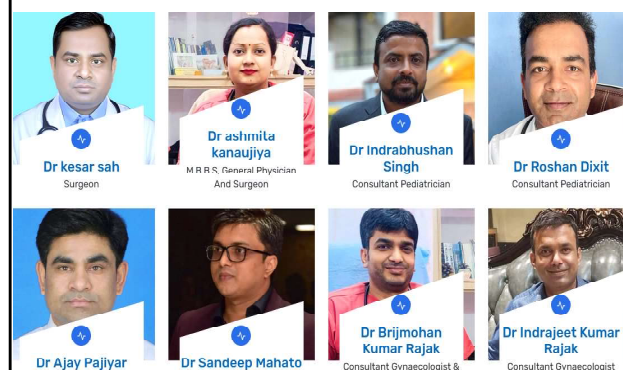 Dr kesar sah
Surgeon
Dr ashmita
kanaujiya
M.B.B.S, General Physician
And Surgeon
Dr Indrabhushan
Singh
Consultant Pediatrician
Dr Roshan Dixit
Consultant Pediatrician
Dr Ajay Pajiyar
Dr Sandeep Mahato
Dr Brijmohan
Kumar Rajak
Consultant Gynaecologist &
Dr Indrajeet Kumar
Rajak
Consultant Gynaecologist